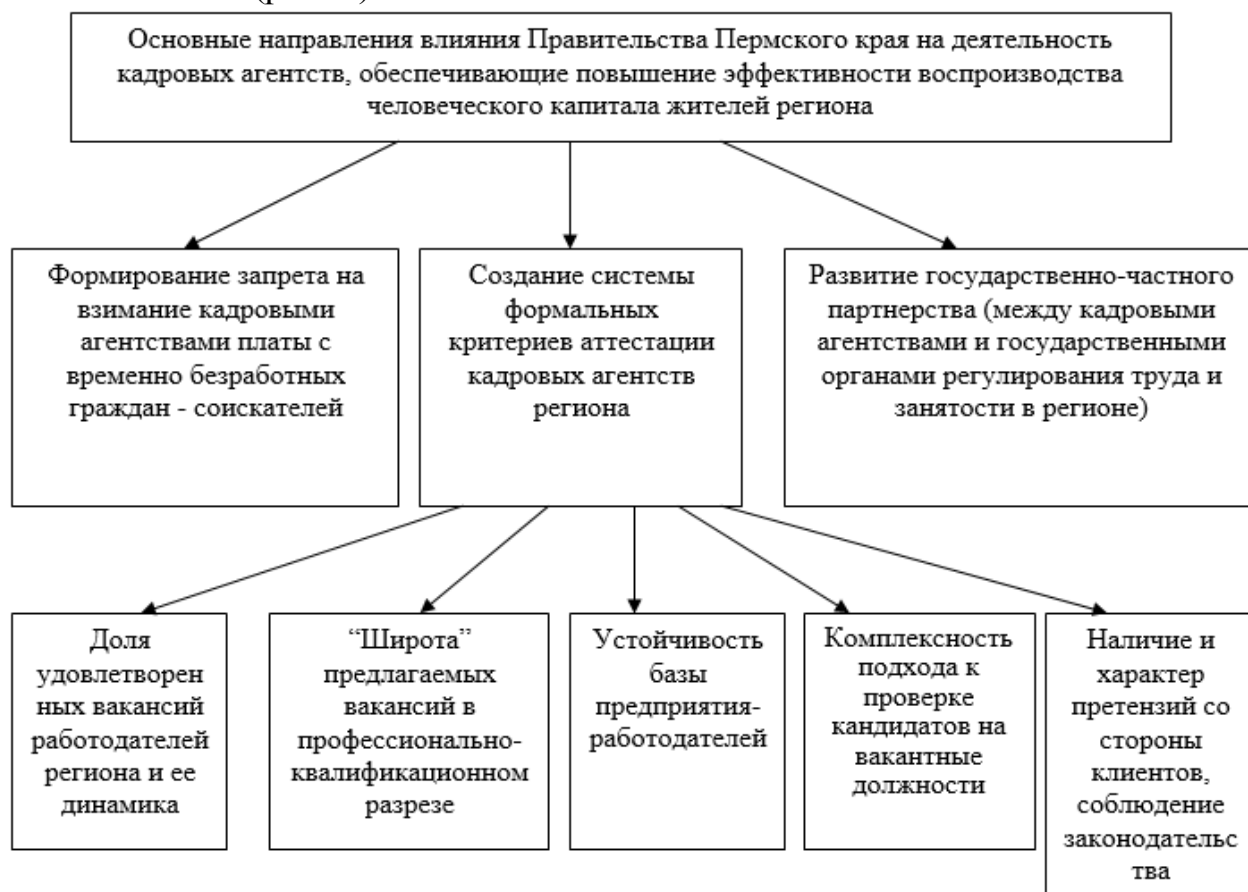 Основные направления влияния Правительства Пермского края на деятельность
кадровых агентств, обеспечивающие повышение эффективности воспроизводства
человеческого капитала жителей региона
Формирование запрета на
взимание кадровыми
агентствами платы с
временно безработных
граждан - соискателей
Создание системы
формальных
критериев аттестации
кадровых агентств
региона
Развитие государственно-частного
партнерства (между кадровыми
агентствами и государственными
органами регулирования труда и
занятости в регионе)
Доля
удовлетворен
ных вакансий
работодателей
региона и ее
динамика
“Широта”
предлагаемых
вакансий в
профессионально-
квалификационном
разрезе
Устойчивость
базы
предприятия-
работодателей
Комплексность
подхода к
проверке
кандидатов на
вакантные
должности
Наличие и
характер
претензий со
стороны
клиентов,
соблюдение
законодательс
тва